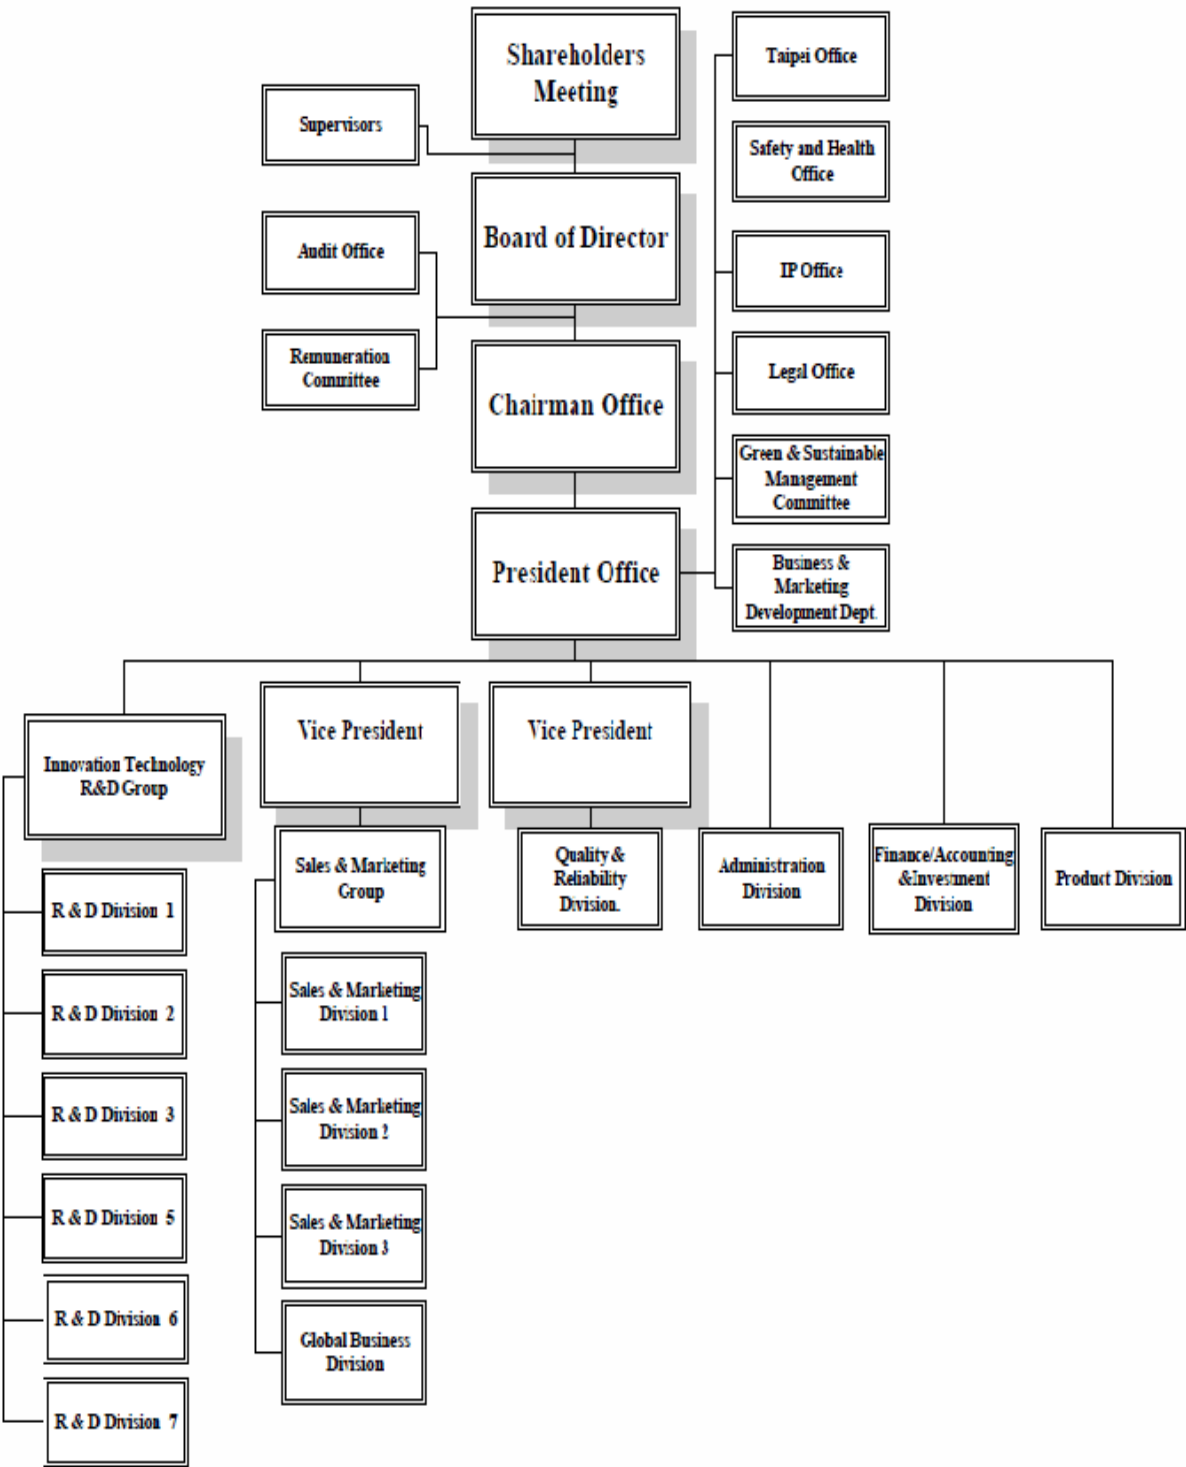 Shareholders
Meeting
Taipei Office
Supervisors
Safety and Health
Office
Board of Director
Audit Office
IP Office
Remuneration
Committee
Chairman Office
Legal Office
Green & Sustainable
Management
Committee
President Office
Business &
Marketing
Development Dept.
Innovation Technology
R&D Group
Vice President
Vice President
Sales & Marketing
Group
Quality &
Reliability
Division.
Administration
Division
Finance/Accounting
&Investment
Division
Product Division
R & D Division 1
R & D Division 2
R & D Division 3
R & D Division 5
R & D Division 6
R & D Division 7
Sales & Marketing
Division 1
Sales & Marketing
Division 2
Sales & Marketing
Division 3
Global Business
Division